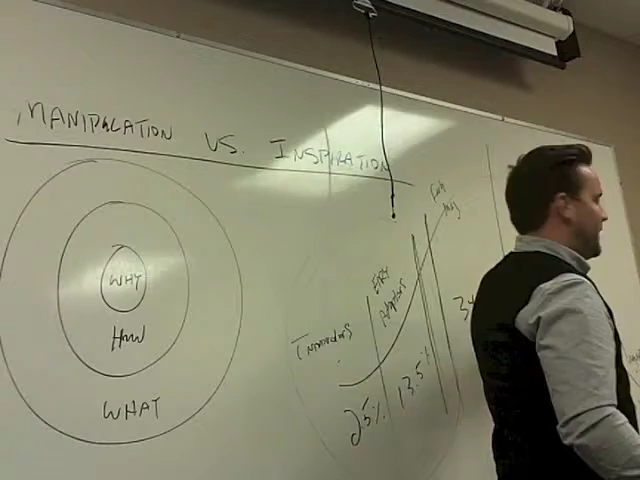 MANIPULATION VS. INSPIRATION
WHY
HOW
WHAT
Innovators
Early
Adopters
Early
Maj
2.5%
13.5%
34